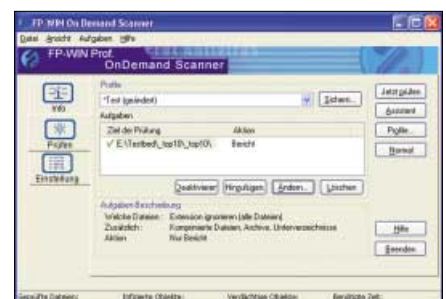 FP-WIN On Demand Scanner
Datei Ansicht Aufgaben Hilfe
FP-WIN Prof.
OnDemand Scanner
Info
Prüfen
Einstellung
Profile
*Test (geändert)
Sichern...
Aufgaben
Ziel der Prüfung Aktion
E:\Testbed\_top10\_top10\ Bericht
Deaktivieren Hinzufügen Ändern... Löschen
Aufgaben-Beschreibung
Welche Dateien: Extension ignorieren (alle Dateien)
Zusätzlich: Komprimierte Dateien, Archive, Unterverzeichnisse
Aktion: Nur Bericht
Jetzt prüfen
Assistent
Profile...
Normal
Hilfe
Beenden
Geprüfte Dateien: Infizierte Objekte: Verdächtige Objekte: Benötigte Zeit: